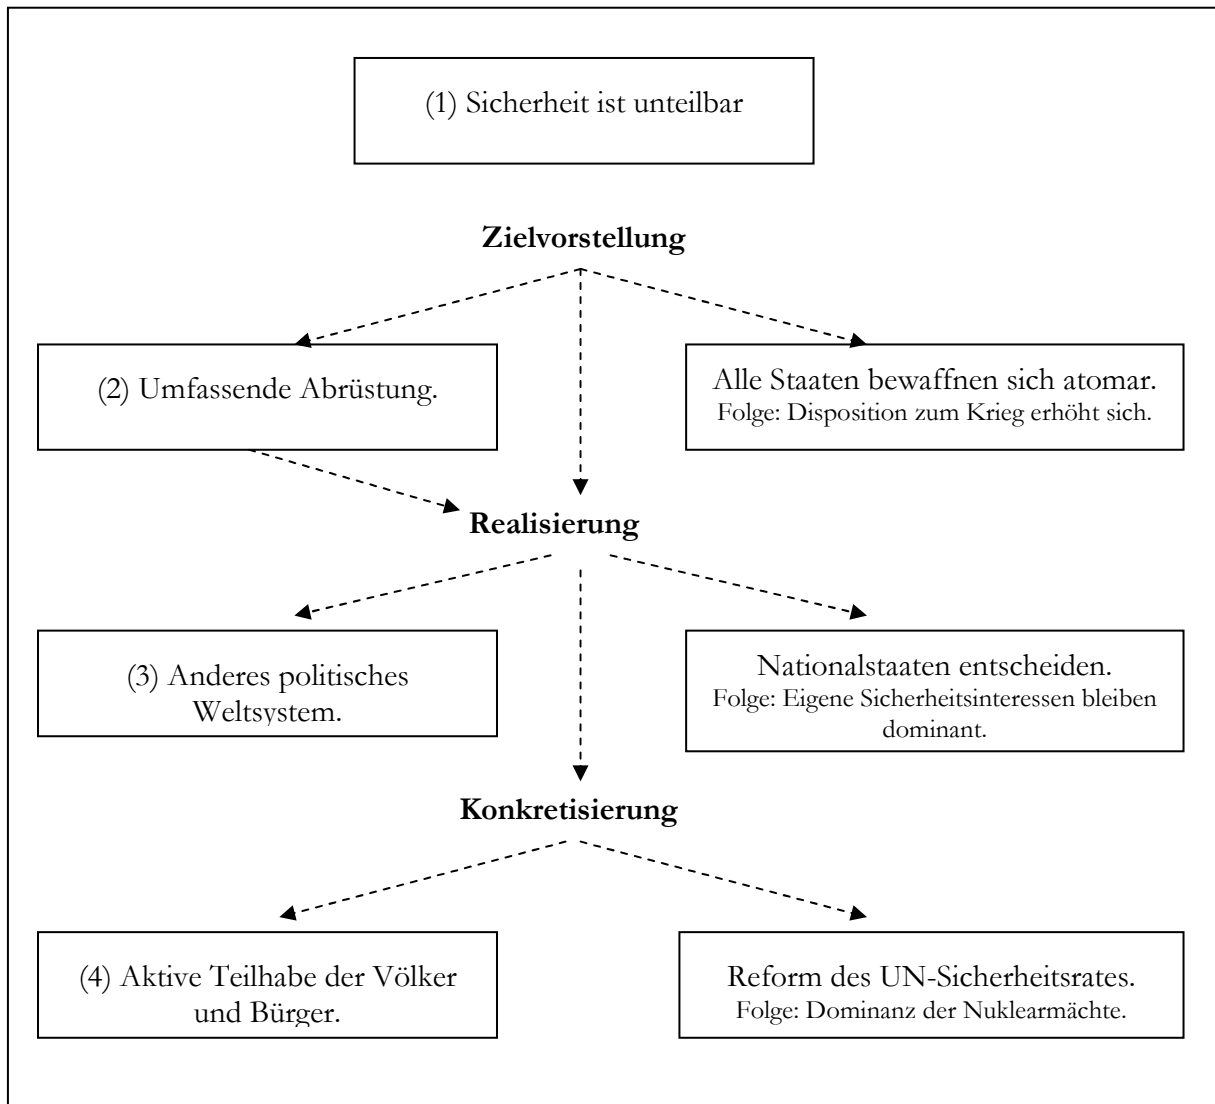 (1) Sicherheit ist unteilbar
Zielvorstellung
(2) Umfassende Abrüstung.
Alle Staaten bewaffnen sich atomar.
Folge: Disposition zum Krieg erhöht sich.
Realisierung
(3) Anderes politisches
Weltsystem.
Nationalstaaten entscheiden.
Folge: Eigene Sicherheitsinteressen bleiben
dominant.
Konkretisierung
(4) Aktive Teilhabe der Völker
und Bürger.
Reform des UN-Sicherheitsrates.
Folge: Dominanz der Nuklearmächte.